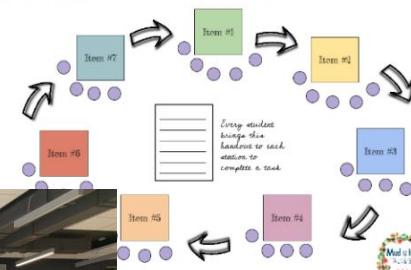 Item #1
Item #7
Item #2
Every student
brings this
handout to each
station to
complete a task
Item #3
Item #6
Item #5
Item #4